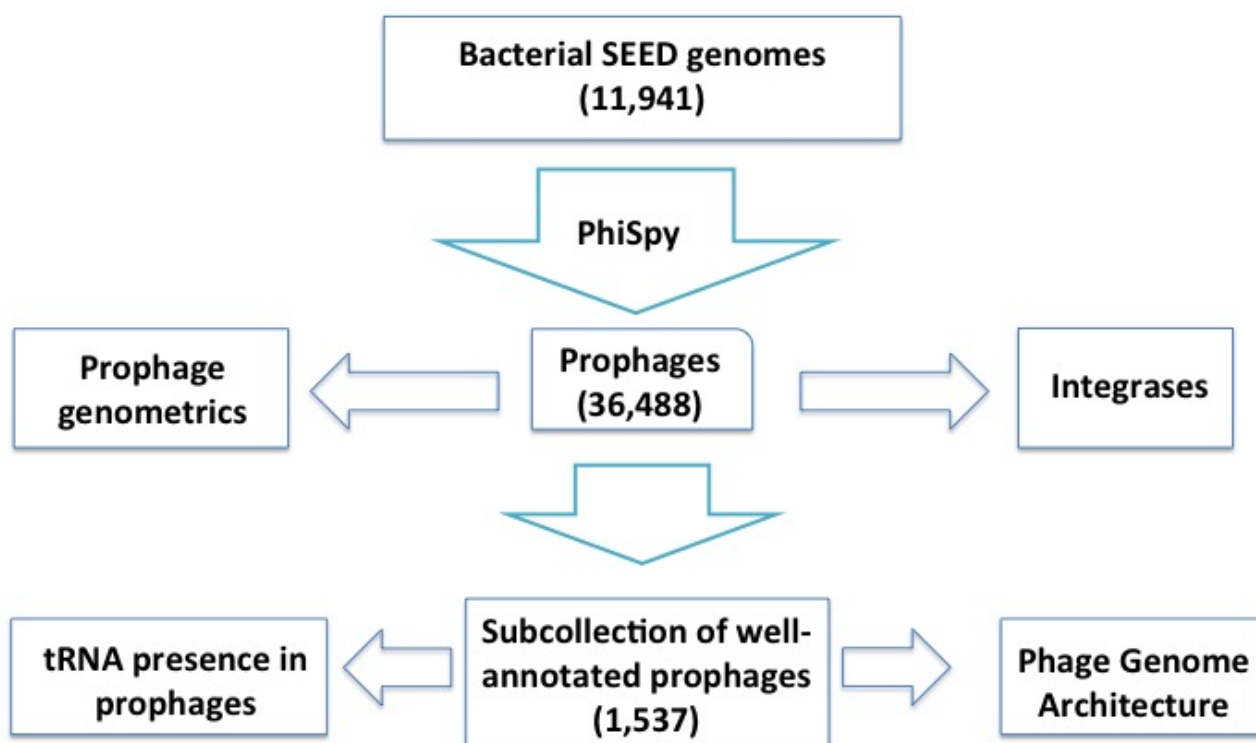 Bacterial SEED genomes
(11,941)
PhiSpy
Prophage
genometrics
Prophages
(36,488)
Integrases
tRNA presence in
prophages
Subcollection of well-
annotated prophages
(1,537)
Phage Genome
Architecture